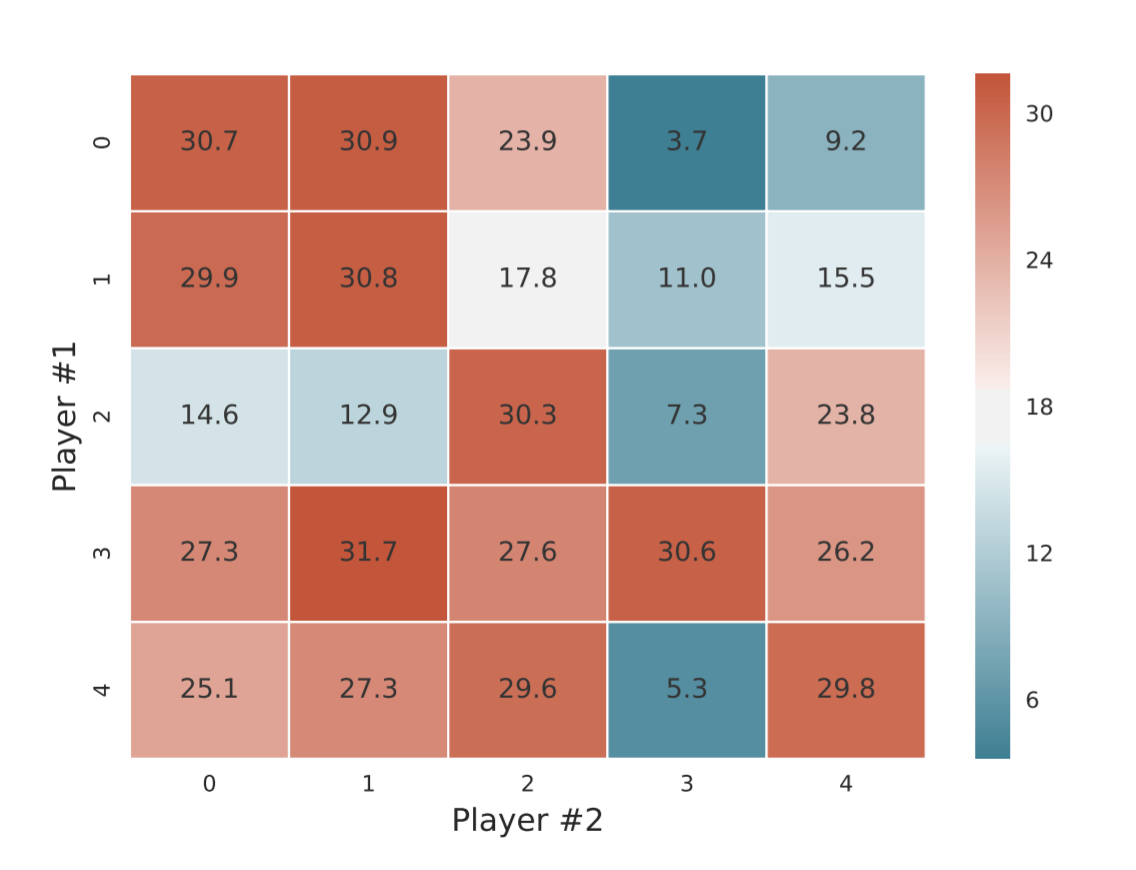 0 30.7 30.9 23.9 3.7 9.2
1 29.9 30.8 17.8 11.0 15.5
2 14.6 12.9 30.3 7.3 23.8
3 27.3 31.7 27.6 30.6 26.2
4 25.1 27.3 29.6 5.3 29.8
0 1 2 3 4
Player #1
Player #2
30
24
18
12
6